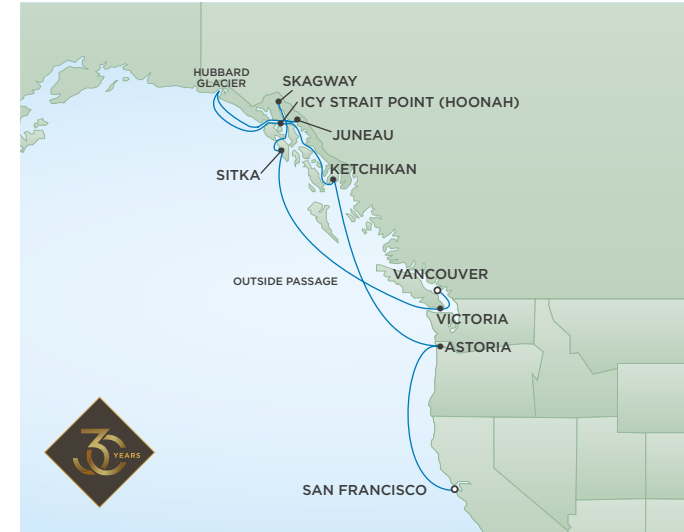 HUBBARD
GLACIER
SKAGWAY
ICY STRAIT POINT (HOONAH)
JUNEAU
SITKA
KETCHIKAN
VANCOUVER
OUTSIDE PASSAGE
VICTORIA
ASTORIA
30
YEARS
SAN FRANCISCO